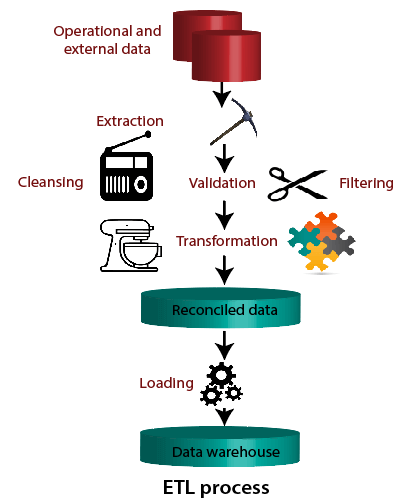 Operational and
external data
Extraction
Cleansing
Validation
Filtering
Transformation
Reconciled data
Loading
Data warehouse
ETL process